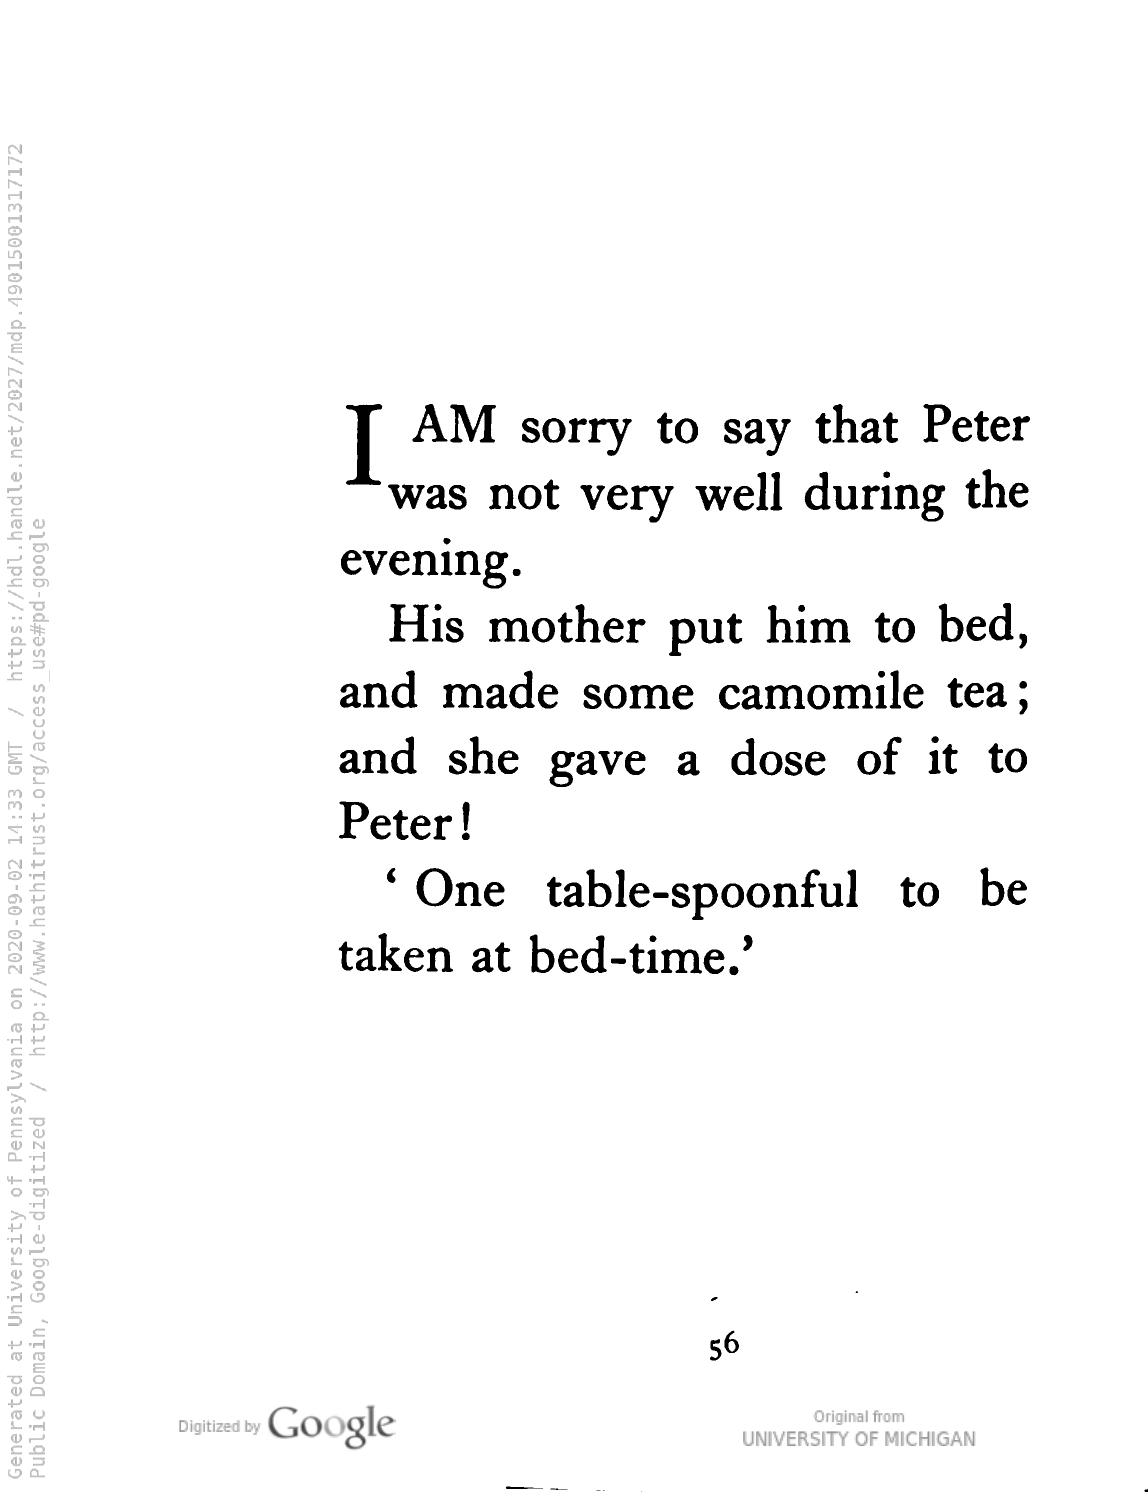 I AM sorry to say that Peter
was not very well during the
evening.
His mother put him to bed,
and made some camomile tea;
and she gave a dose of it to
Peter!
‘ One table-spoonful to be
taken at bed-time.’
56
Digitized by Google
Original from
UNIVERSITY OF MICHIGAN
Generated at University of Pennsylvania on 2020-09-02 14:33 GMT / https://hdl.handle.net/2027/mdp.49015001317172
Public Domain, Google-digitized / http://www.hathitrust.org/access_use#pd-google